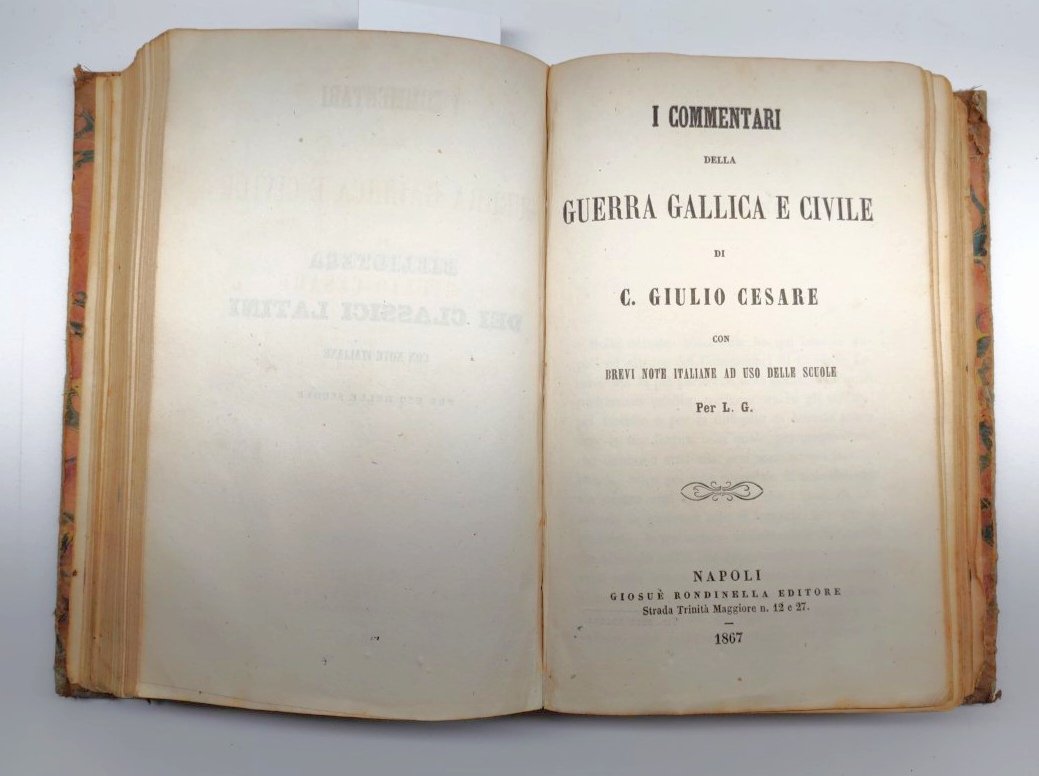 I COMMENTARI
DELLA
GUERRA GALLICA E CIVILE
DI
C. GIULIO CESARE
CON
BREVI NOTE ITALIANE AD USO DELLE SCUOLE
Per L. G.
NAPOLI
GIOSUÈ RONDINELLA EDITORE
Strada Trinità Maggiore n. 12 e 27.
1867